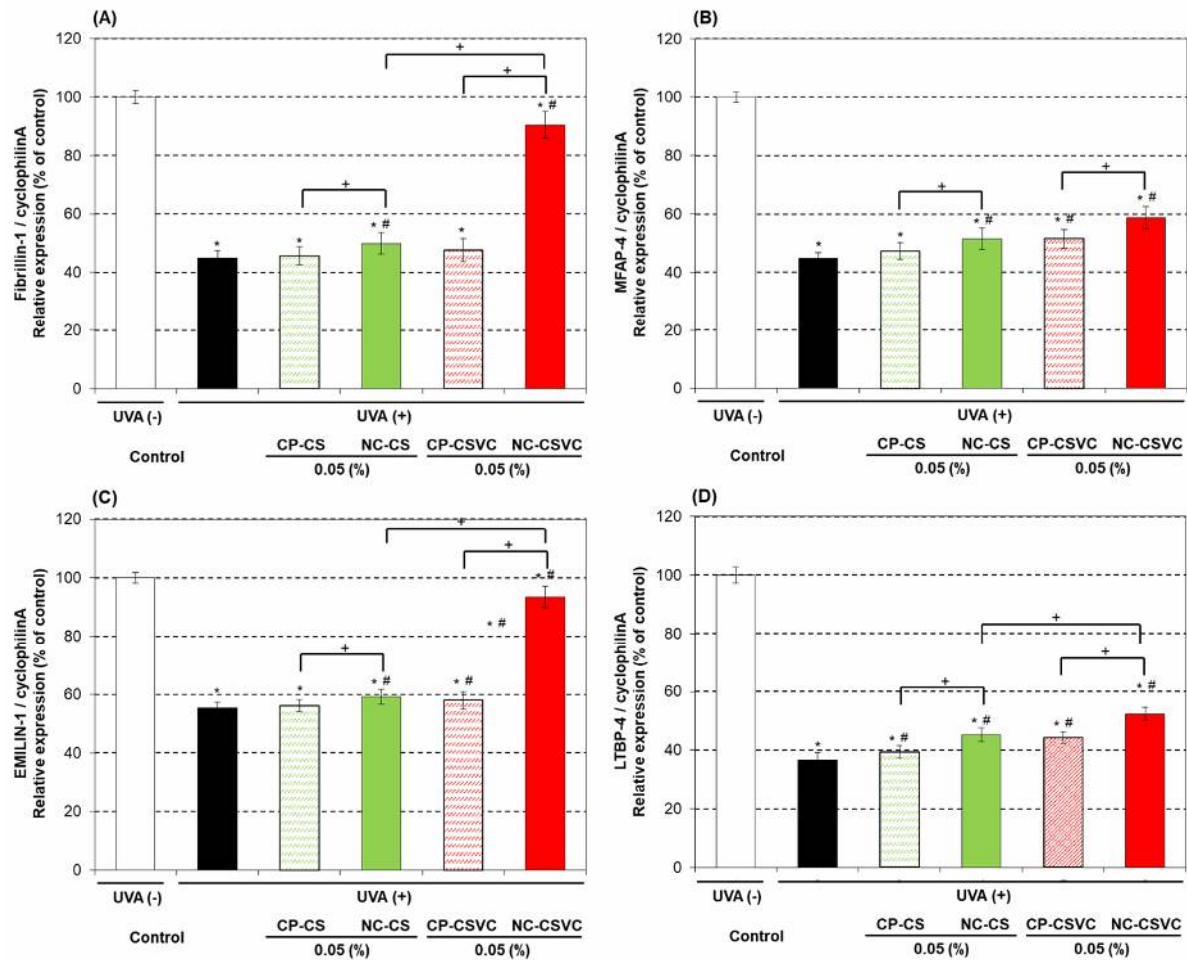 (A)
Fibrillin-1 / cyclophilinA
Relative expression (% of control)
120
100
80
60
40
20
0
+
+
+
*
*
* #
*
* #
UVA (-)
UVA (+)
CP-CS NC-CS CP-CSVC NC-CSVC
Control
0.05 (%) 0.05 (%)
(B)
MFAP-4 / cyclophilinA
Relative expression (% of control)
120
100
80
60
40
20
0
+
+
*
*
* #
* #
* #
UVA (-)
UVA (+)
CP-CS NC-CS CP-CSVC NC-CSVC
Control
0.05 (%) 0.05 (%)
(C)
EMILIN-1 / cyclophilinA
Relative expression (% of control)
120
100
80
60
40
20
0
+
+
* #
* #
+
*
*
* #
* #
UVA (-)
UVA (+)
CP-CS NC-CS CP-CSVC NC-CSVC
Control
0.05 (%) 0.05 (%)
(D)
LTBP-4 / cyclophilinA
Relative expression (% of control)
120
100
80
60
40
20
0
+
+
+
*
* #
* #
* #
* #
UVA (-)
UVA (+)
CP-CS NC-CS CP-CSVC NC-CSVC
Control
0.05 (%) 0.05 (%)